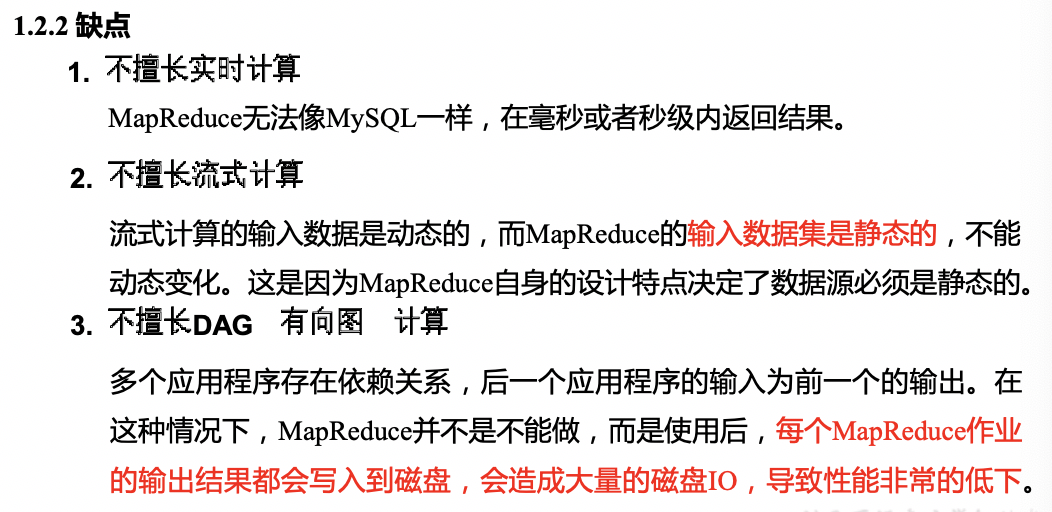 1.2.2 缺点
1. 不擅长实时计算
MapReduce无法像MySQL一样，在毫秒或者秒级内返回结果。
2. 不擅长流式计算
流式计算的输入数据是动态的，而MapReduce的输入数据集是静态的，不能
动态变化。这是因为MapReduce自身的设计特点决定了数据源必须是静态的。
3. 不擅长DAG 有向图 计算
多个应用程序存在依赖关系，后一个应用程序的输入为前一个的输出。在
这种情况下，MapReduce并不是不能做，而是使用后，每个MapReduce作业
的输出结果都会写入到磁盘，会造成大量的磁盘IO，导致性能非常的低下。